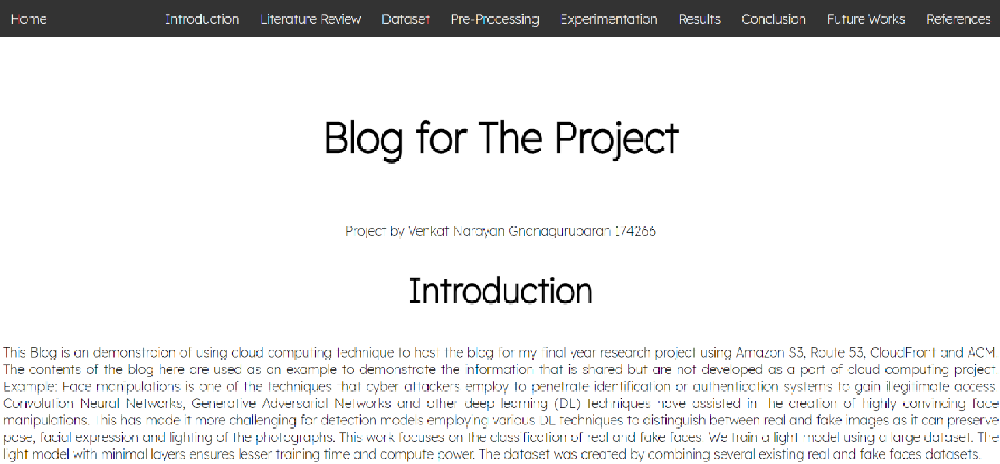 Home Introduction Literature Review Dataset Pre-Processing Experimentation Results Conclusion Future Works References
Blog for The Project
Project by Venkat Narayan Gnanaguruparan 174266
Introduction
This Blog is an demonstraion of using cloud computing technique to host the blog for my final year research project using Amazon S3, Route 53, CloudFront and ACM.
The contents of the blog here are used as an example to demonstrate the information that is shared but are not developed as a part of cloud computing project.
Example: Face manipulations is one of the techniques that cyber attackers employ to penetrate identification or authentication systems to gain illegitimate access.
Convolution Neural Networks, Generative Adversarial Networks and other deep learning (DL) techniques have assisted in the creation of highly convincing face
manipulations. This has made it more challenging for detection models employing various DL techniques to distinguish between real and fake images as it can preserve
pose, facial expression and lighting of the photographs. This work focuses on the classification of real and fake faces. We train a light model using a large dataset. The
light model with minimal layers ensures lesser training time and compute power. The dataset was created by combining several existing real and fake faces datasets.